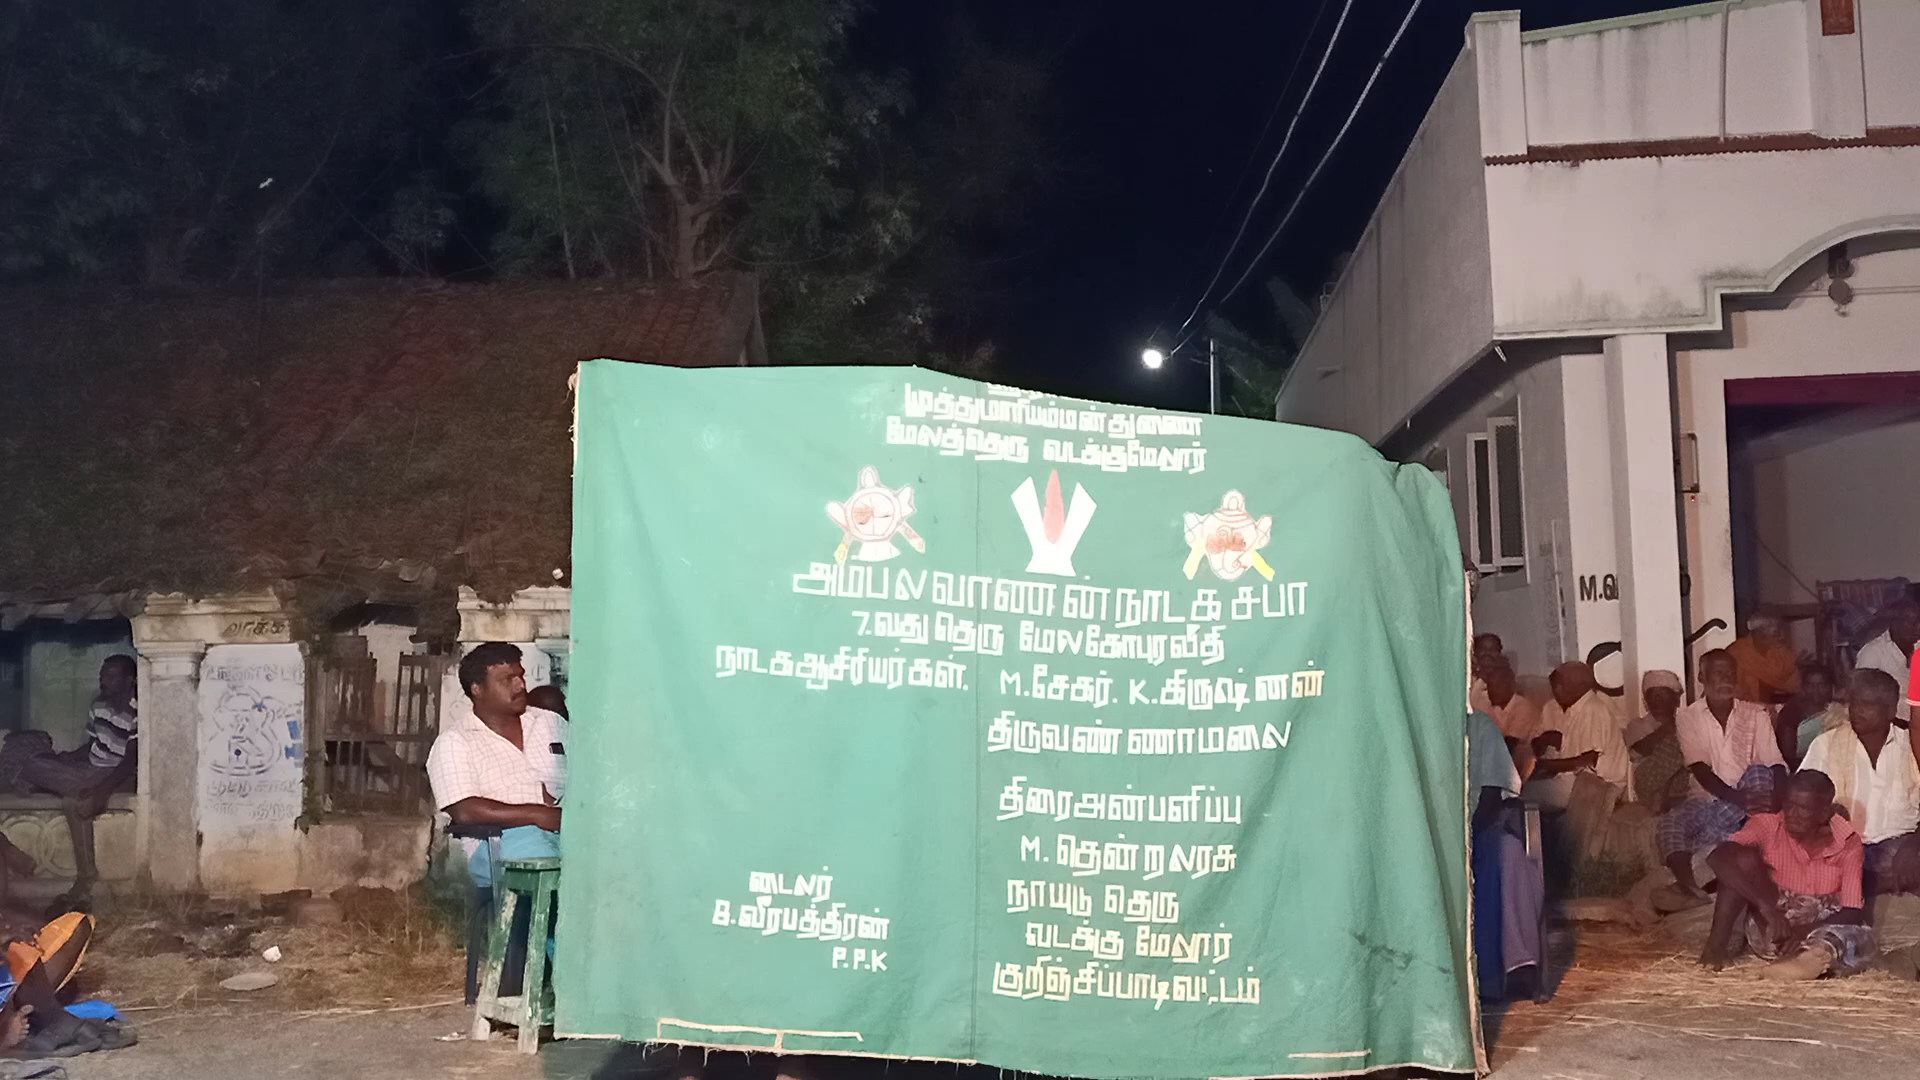 முத்துமாரியம்மன் துணை
மேலத்தெரு வடக்குமேலூர்
அம்பலவாணன் நாடக சபா
7.வது தெரு மேலகோபுரவீதி
நாடகஆசிரியர்கள். M.சேகர். K.கிருஷ்னன்
திருவண்ணாமலை
திரைஅன்பளிப்பு
M. தென்றலரசு
நாயுடு தெரு
வடக்கு மேலூர்
குறிஞ்சிப்பாடிவட்டம்
டைலர்
B.வீரபத்திரன்
P.P.K
வாக்க
M.